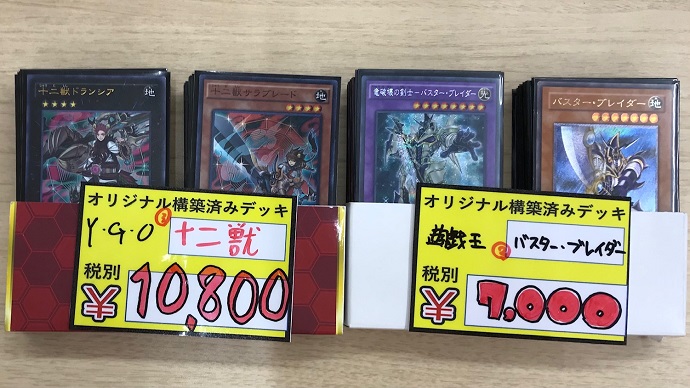 十二獣ドランシア
地
十二獣サラブレード
地
竜破壊の剣士－バスター・ブレイダー
光
バスター・ブレイダー
地
オリジナル構築済みデッキ
Y・G・O
十二獣
税別
¥
10,800
オリジナル構築済みデッキ
遊戯王
バスター・ブレイダー
税別
¥
7,000